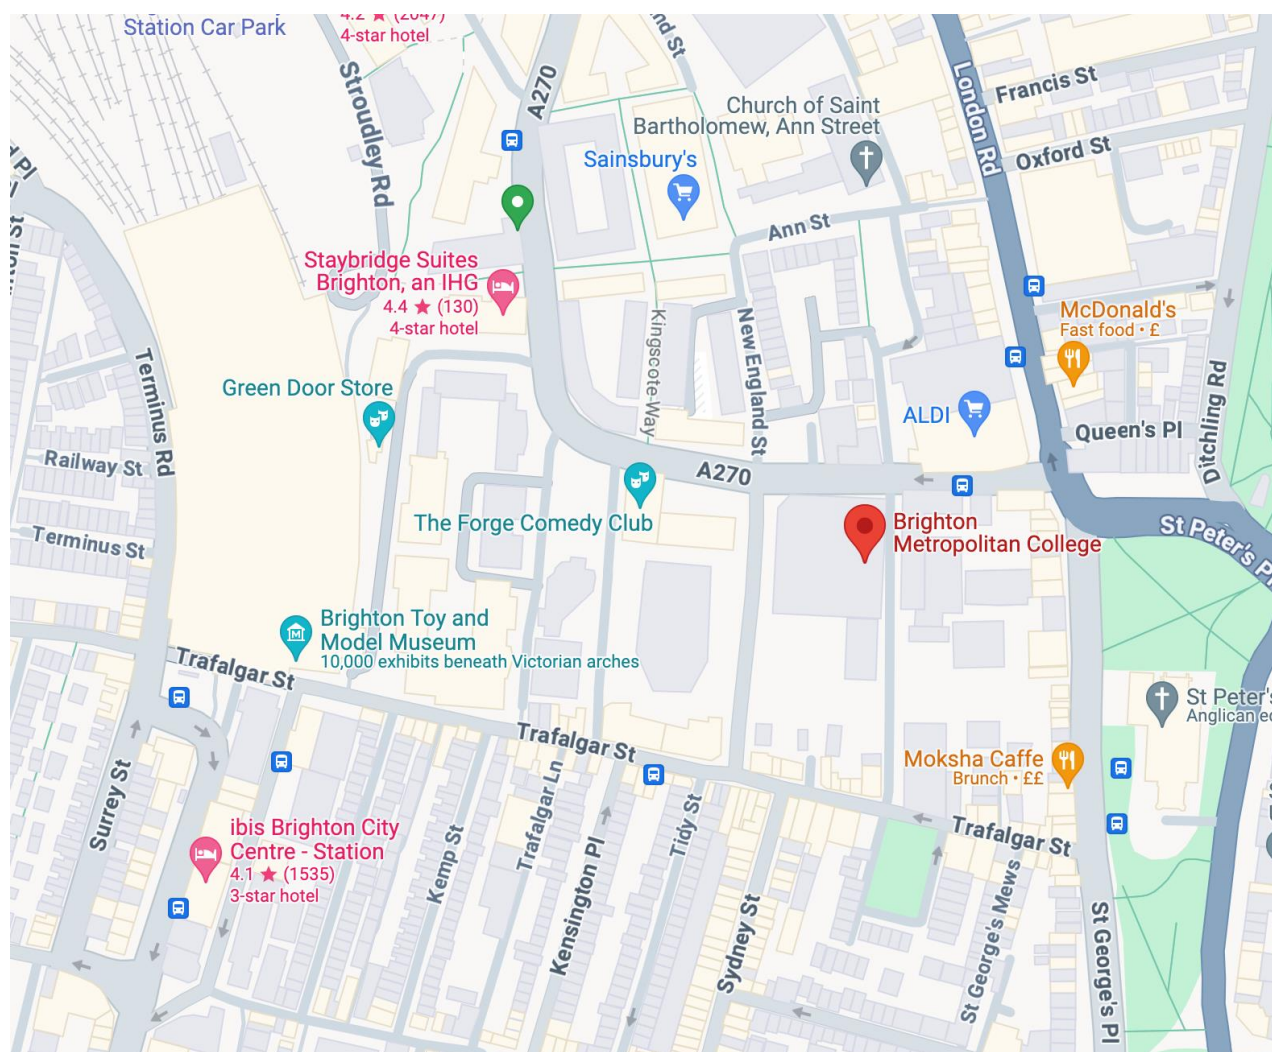 Station Car Park
4.2 ★ (2047)
4-star hotel
A270
Stroudley Rd
London Rd
Francis St
Oxford St
Church of Saint
Bartholomew, Ann Street
Sainsbury's
Ann St
Staybridge Suites
Brighton, an IHG
4.4 ★ (130)
4-star hotel
McDonald's
Fast food • £
Kingscote Way
New England St
Terminus Rd
Green Door Store
ALDI
Queen's Pl
Ditchling Rd
Railway St
A270
The Forge Comedy Club
Brighton
Metropolitan College
St Peter's
Terminus St
Brighton Toy and
Model Museum
10,000 exhibits beneath Victorian arches
Trafalgar St
St Peter's
Anglican
Trafalgar St
Moksha Caffe
Brunch • ££
Surrey St
ibis Brighton City
Centre - Station
4.1 ★ (1535)
3-star hotel
Kemp St
Trafalgar Ln
Kensington Pl
Tidy St
Trafalgar St
Sydney St
St George's Mews
St George's Pl